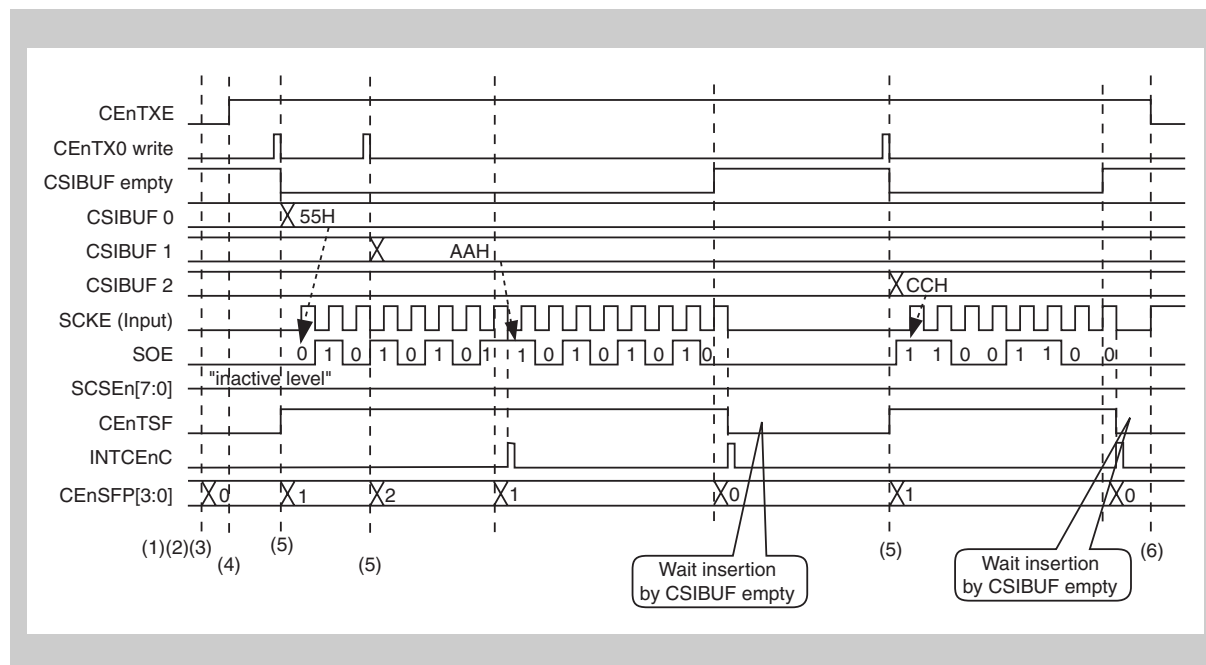 CEnTXE
CEnTX0 write
CSIBUF empty
CSIBUF 0 55H
CSIBUF 1 AAH
CSIBUF 2 CCH
SCKE (Input)
SOE 0 1 0 1 0 1 0 1 1 0 1 0 1 0 1 0 1 1 0 0 1 1 0 0
"inactive level"
SCSEn[7:0]
CEnTSF
INTCEnC
CEnSFP[3:0] 0 1 2 1 0 1 0
(1)(2)(3) (4) (5) (5) (5) (6)
Wait insertion
by CSIBUF empty
Wait insertion
by CSIBUF empty